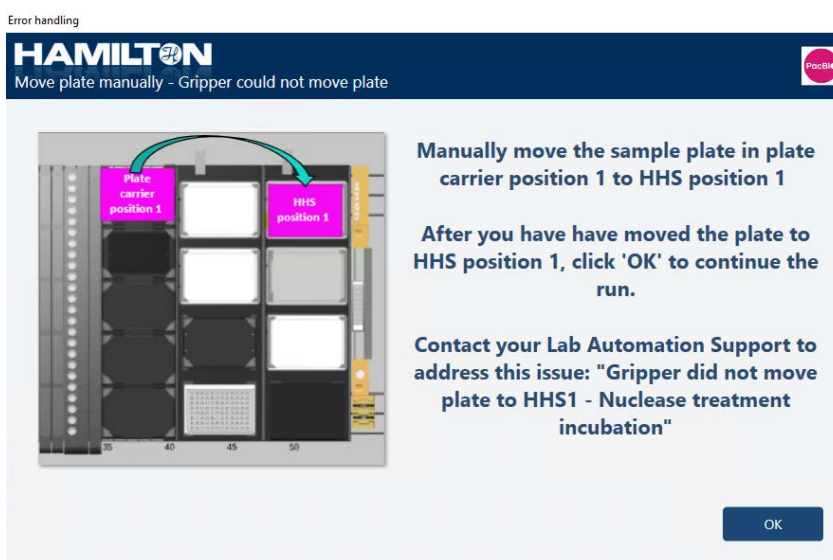 Error handling
HAMILTON
Move plate manually - Gripper could not move plate
PacBi
Plate
carrier
position 1
HHS
position 1
35 40 45 50
Manually move the sample plate in plate
carrier position 1 to HHS position 1
After you have have moved the plate to
HHS position 1, click 'OK' to continue the
run.
Contact your Lab Automation Support to
address this issue: "Gripper did not move
plate to HHS1 - Nuclease treatment
incubation"
OK